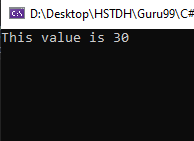 D:\Desktop\HSTDH\Guru99\C#
This value is 30